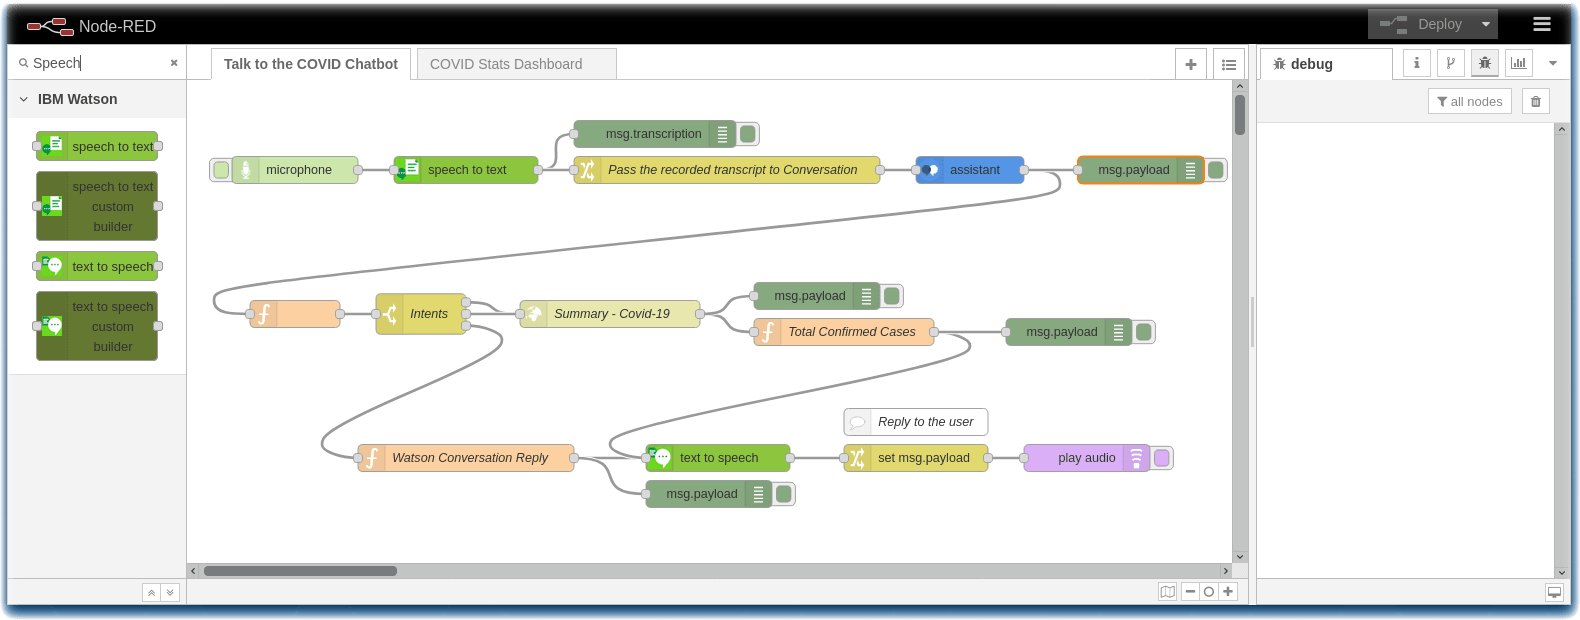 Node-RED
Deploy
Speech
Talk to the COVID Chatbot
COVID Stats Dashboard
debug
IBM Watson
all nodes
speech to text
speech to text
custom
builder
text to speech
text to speech
custom
builder
msg.transcription
microphone
speech to text
Pass the recorded transcript to Conversation
assistant
msg.payload
msg.payload
Intents
Summary - Covid-19
Total Confirmed Cases
msg.payload
Reply to the user
Watson Conversation Reply
text to speech
set msg.payload
play audio
msg.payload